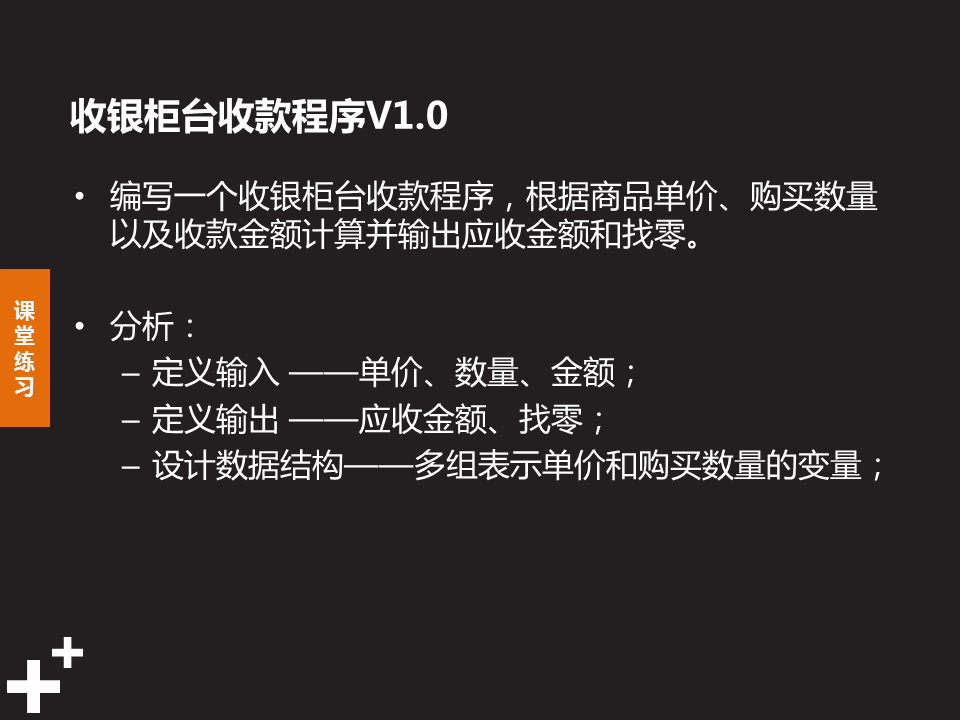 收银柜台收款程序V1.0
• 编写一个收银柜台收款程序，根据商品单价、购买数量
以及收款金额计算并输出应收金额和找零。
课堂练习
• 分析：
– 定义输入 ——单价、数量、金额；
– 定义输出 ——应收金额、找零；
– 设计数据结构——多组表示单价和购买数量的变量；